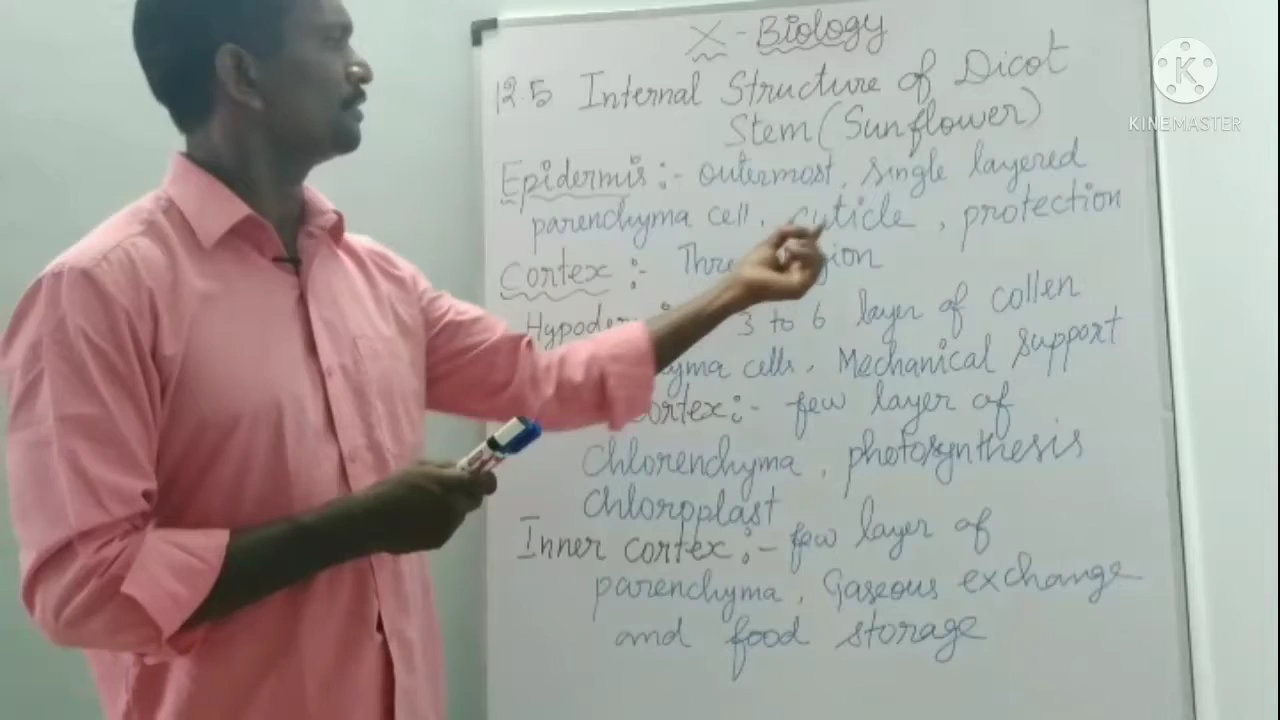 X - Biology
12.5 Internal Structure of Dicot
Stem (Sunflower)
Epidermis :- outermost, single layered
parenchyma cell, cuticle, protection
Cortex :-
3 to 6 layer of collen
cells, Mechanical support
few layer of
chlorenchyma, photosynthesis
chloroplast
Inner cortex :- few layer of
parenchyma, Gaseous exchange
and food storage
K
KINEMASTER